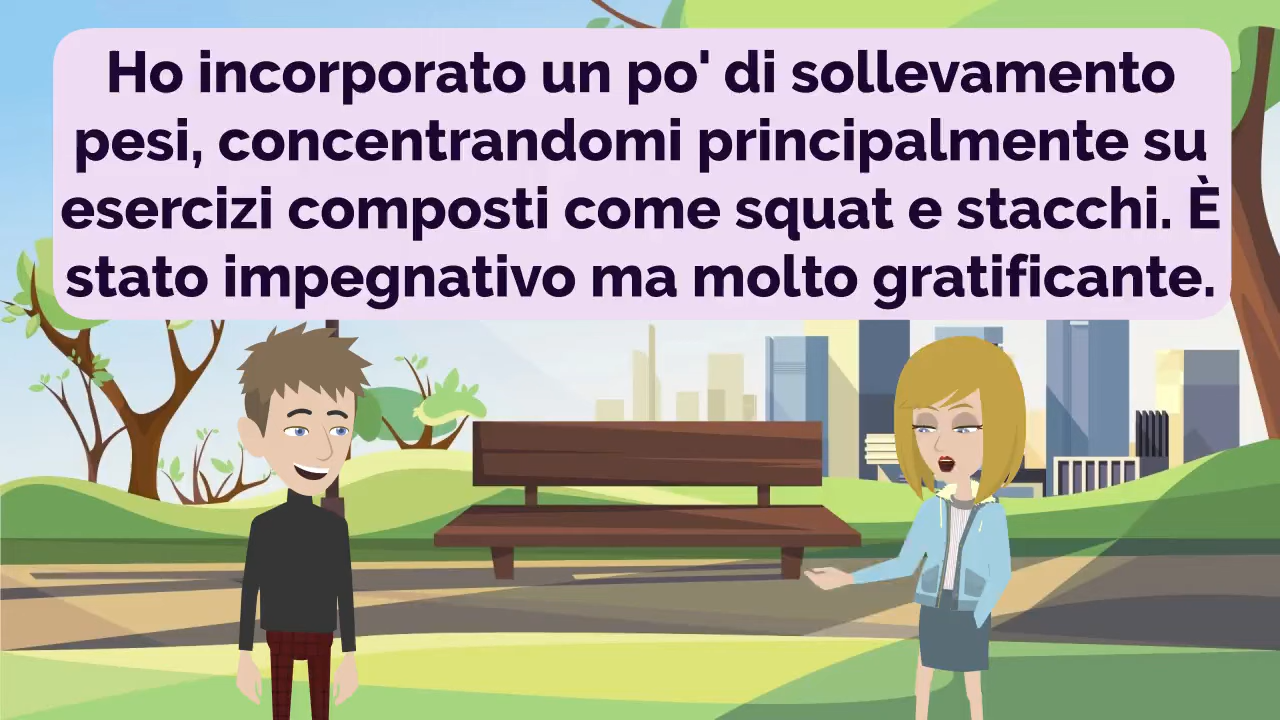 Ho incorporato un po' di sollevamento
pesi, concentrandomi principalmente su
esercizi composti come squat e stacchi. È
stato impegnativo ma molto gratificante.